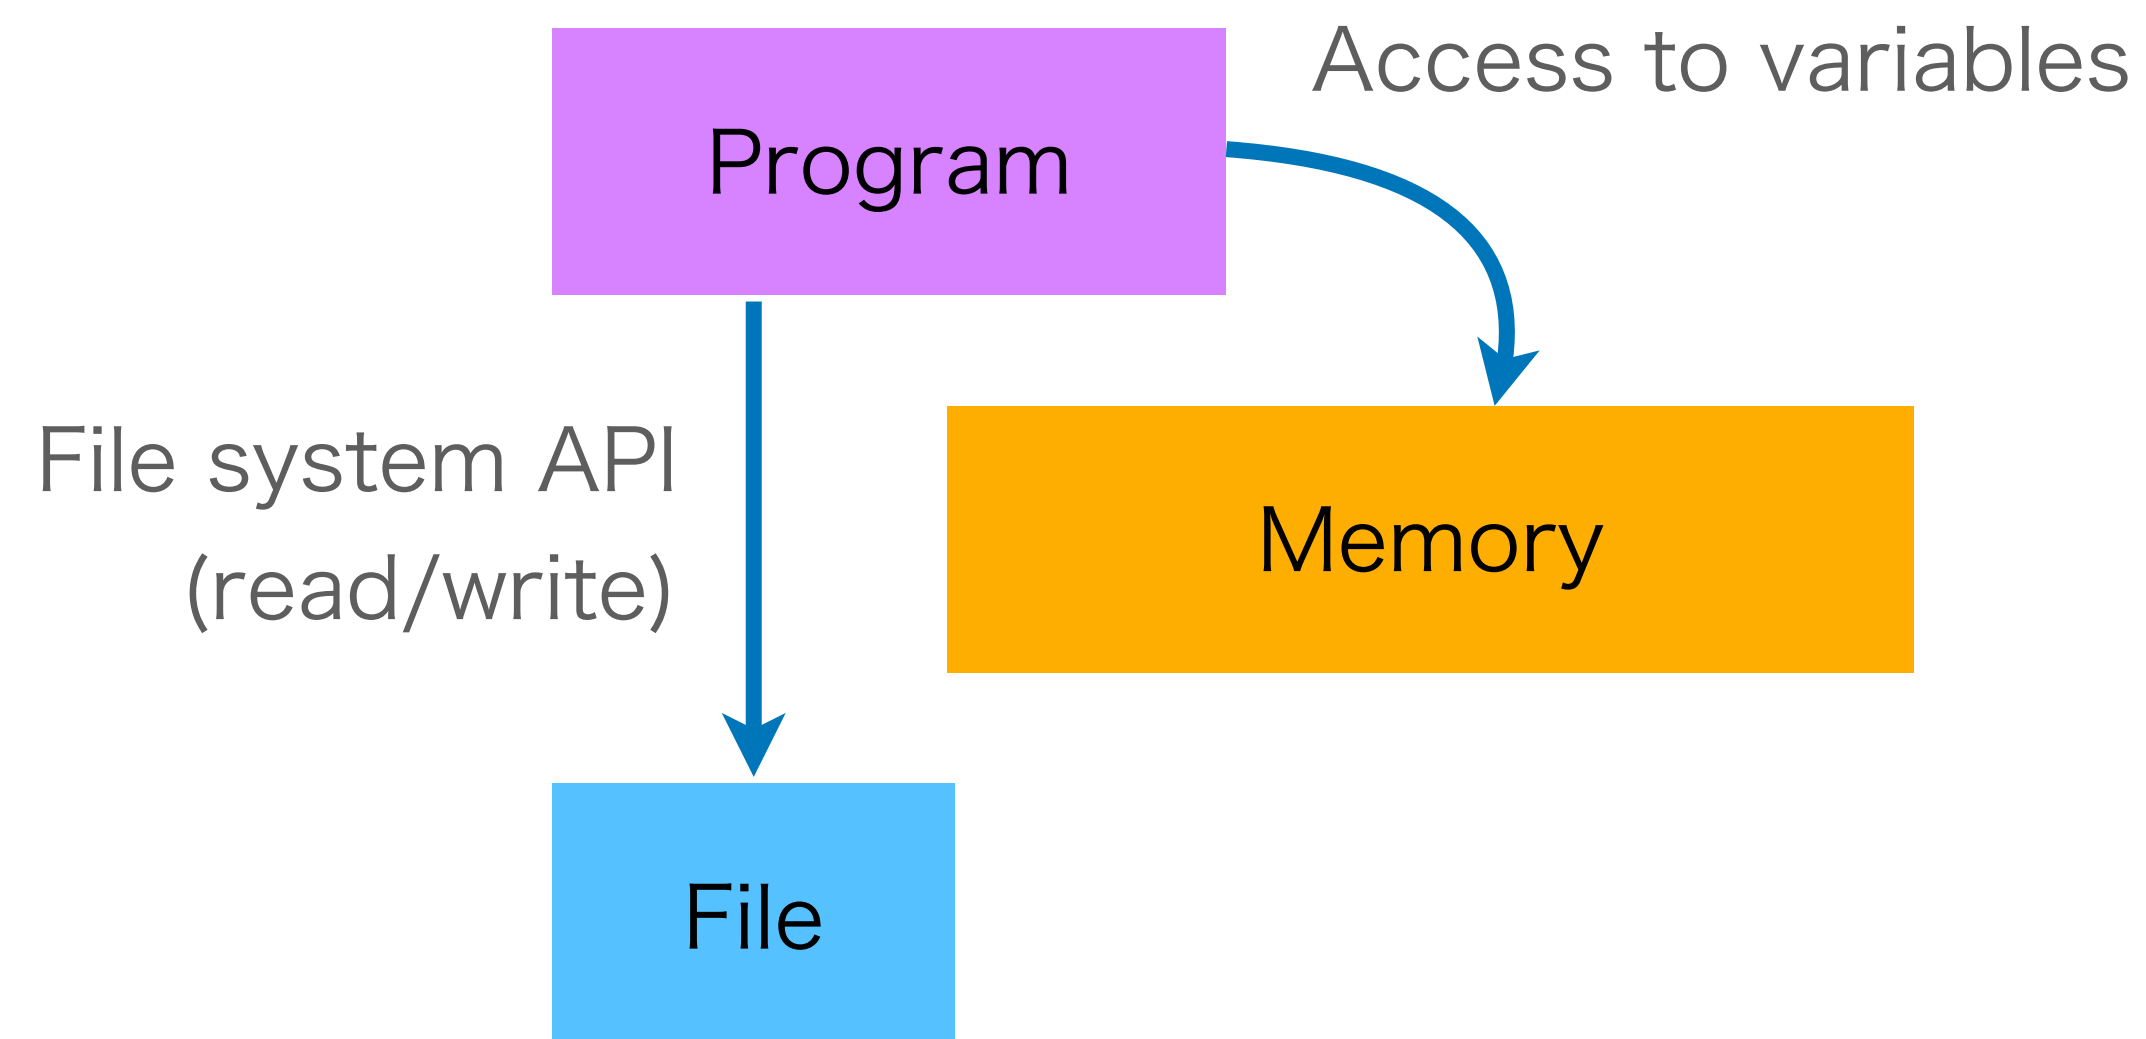 Access to variables
Program
File system API
(read/write)
Memory
File